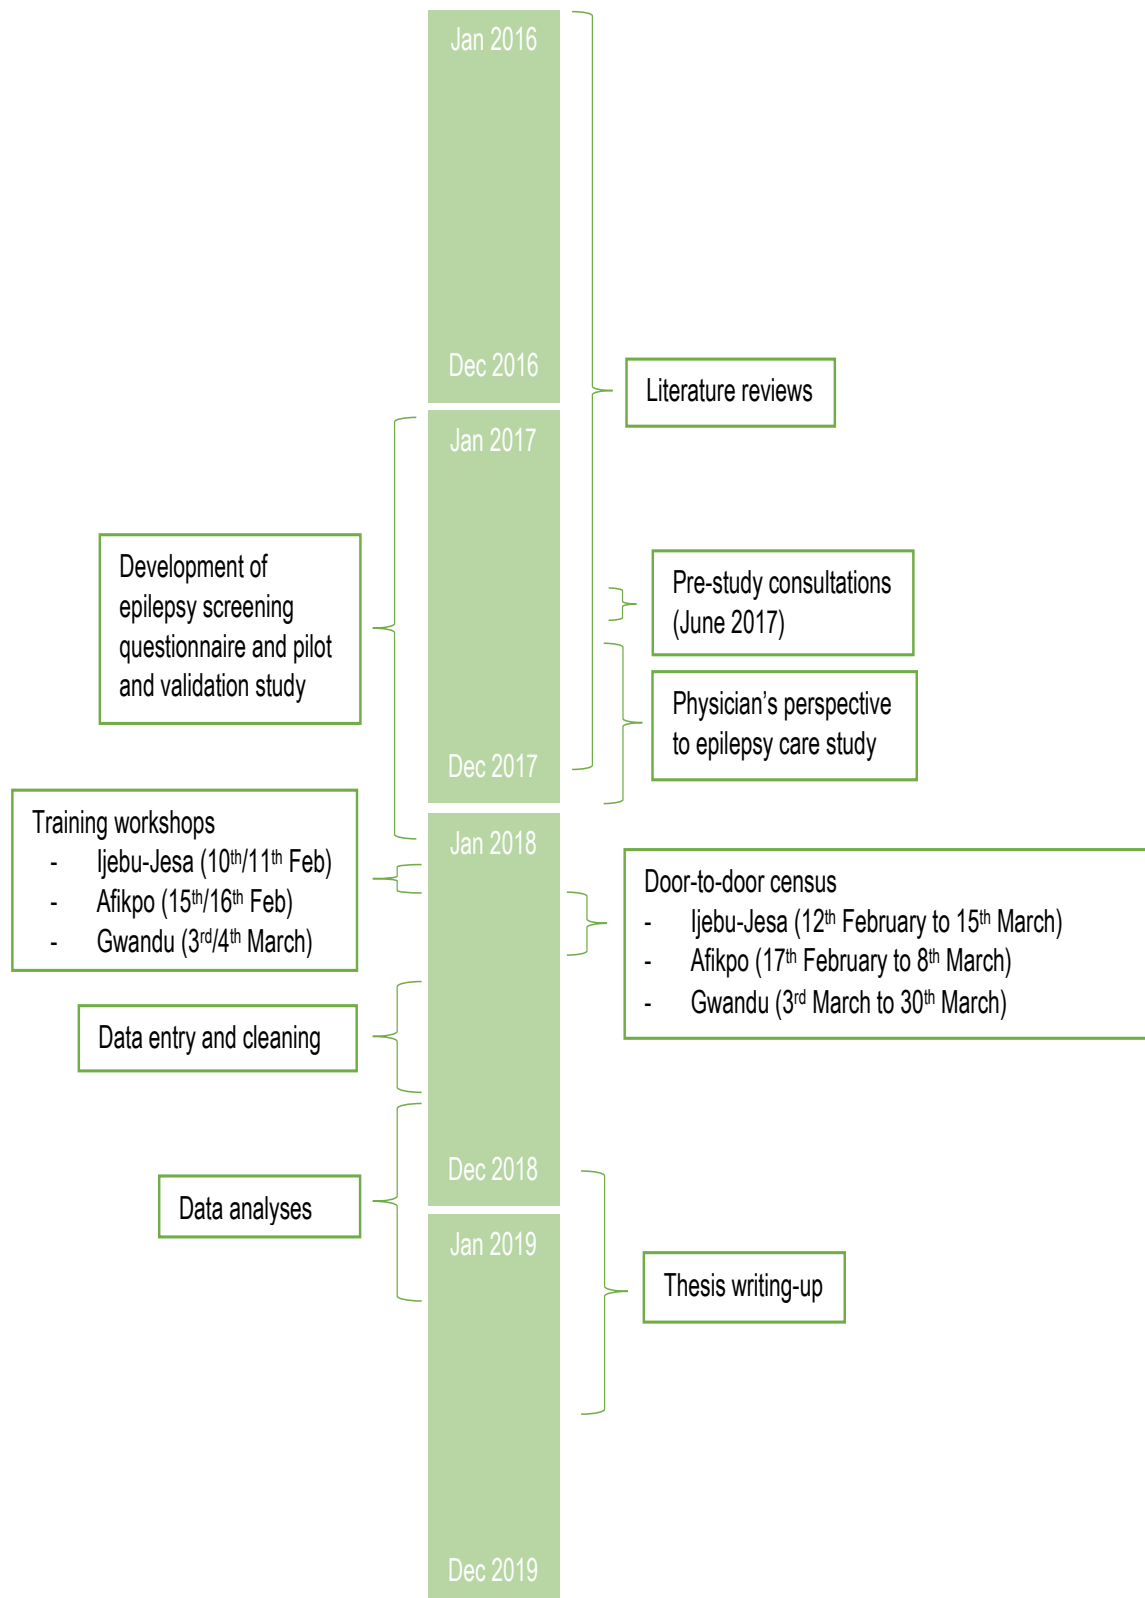 Jan 2016
Dec 2016
Literature reviews
Jan 2017
Development of
epilepsy screening
questionnaire and pilot
and validation study
Pre-study consultations
(June 2017)
Physician’s perspective
to epilepsy care study
Dec 2017
Training workshops
- Ijebu-Jesa (10th/11th Feb)
- Afikpo (15th/16th Feb)
- Gwandu (3rd/4th March)
Jan 2018
Door-to-door census
- Ijebu-Jesa (12th February to 15th March)
- Afikpo (17th February to 8th March)
- Gwandu (3rd March to 30th March)
Data entry and cleaning
Dec 2018
Data analyses
Jan 2019
Thesis writing-up
Dec 2019